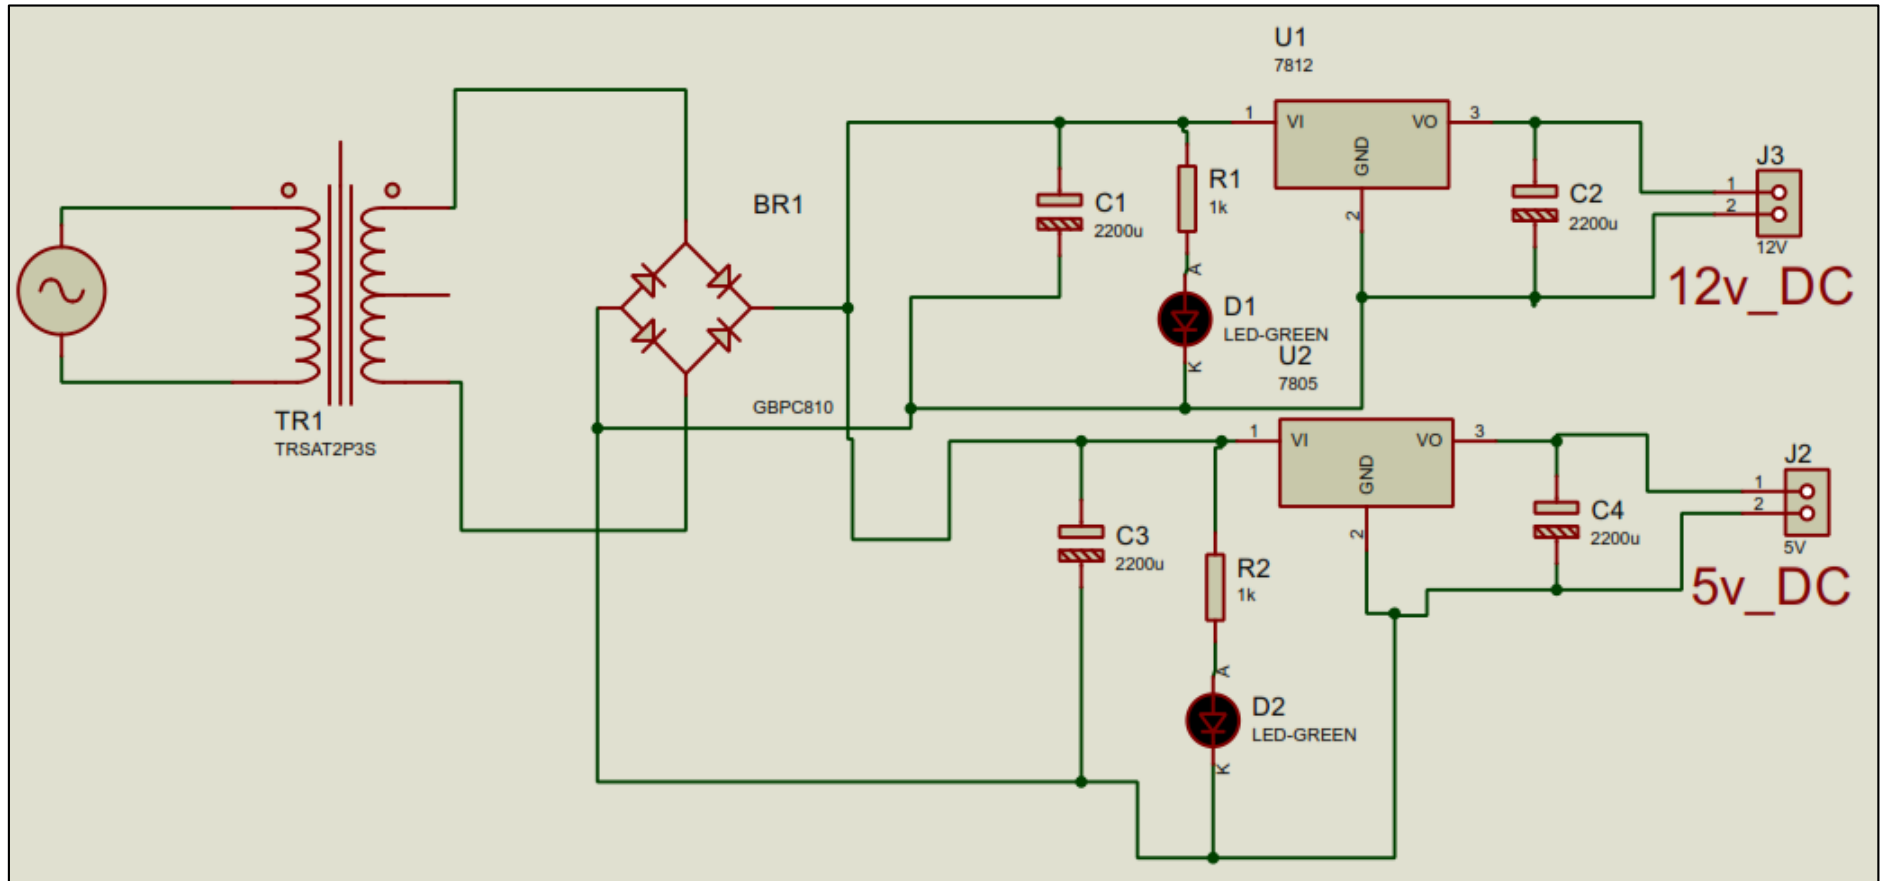 U1
7812
1
VI
VO
3
GND
2
J3
1
2
12V
12v_DC
BR1
GBPC810
TR1
TRSAT2P3S
C1
2200u
R1
1k
C2
2200u
A
D1
LED-GREEN
K
U2
7805
1
VI
VO
3
GND
2
J2
1
2
5V
5v_DC
C3
2200u
R2
1k
C4
2200u
A
D2
LED-GREEN
K